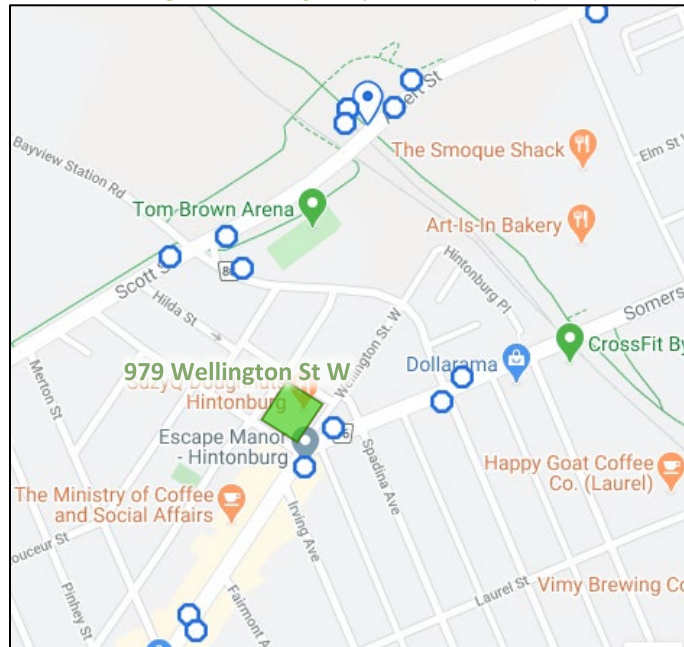 Albert St
Bayview Station Rd
The Smoque Shack
Elm St
Tom Brown Arena
Art-Is-In Bakery
Scott
Hintonburg Pl
Hilda St
Somers
CrossFit By
Wellington St. W
Dollarama
979 Wellington St W
Hintonburg
Merton St
Escape Manor
- Hintonburg
Spadina Ave
Happy Goat Coffee
Co. (Laurel)
The Ministry of Coffee
and Social Affairs
Irving Ave
ouceur St
Laurel St
Vimy Brewing Co
Pinhey St
Fairmont A